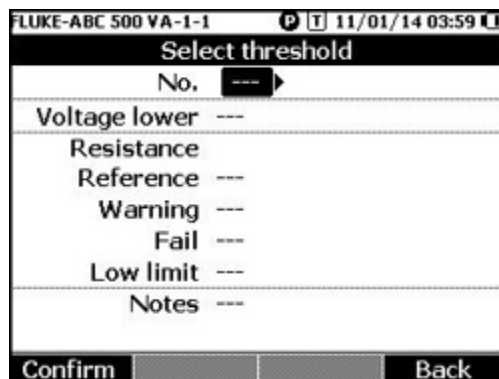 FLUKE-ABC 500 VA-1-1 P T 11/01/14 03:59
Select threshold
No. ---
Voltage lower ---
Resistance
Reference ---
Warning ---
Fail ---
Low limit ---
Notes ---
Confirm Back